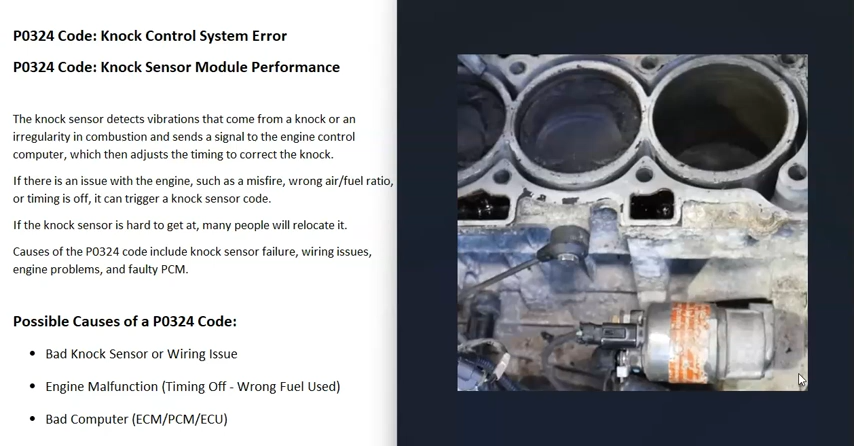 P0324 Code: Knock Control System Error
P0324 Code: Knock Sensor Module Performance
The knock sensor detects vibrations that come from a knock or an
irregularity in combustion and sends a signal to the engine control
computer, which then adjusts the timing to correct the knock.
If there is an issue with the engine, such as a misfire, wrong air/fuel ratio,
or timing is off, it can trigger a knock sensor code.
If the knock sensor is hard to get at, many people will relocate it.
Causes of the P0324 code include knock sensor failure, wiring issues,
engine problems, and faulty PCM.
Possible Causes of a P0324 Code:
• Bad Knock Sensor or Wiring Issue
• Engine Malfunction (Timing Off - Wrong Fuel Used)
• Bad Computer (ECM/PCM/ECU)